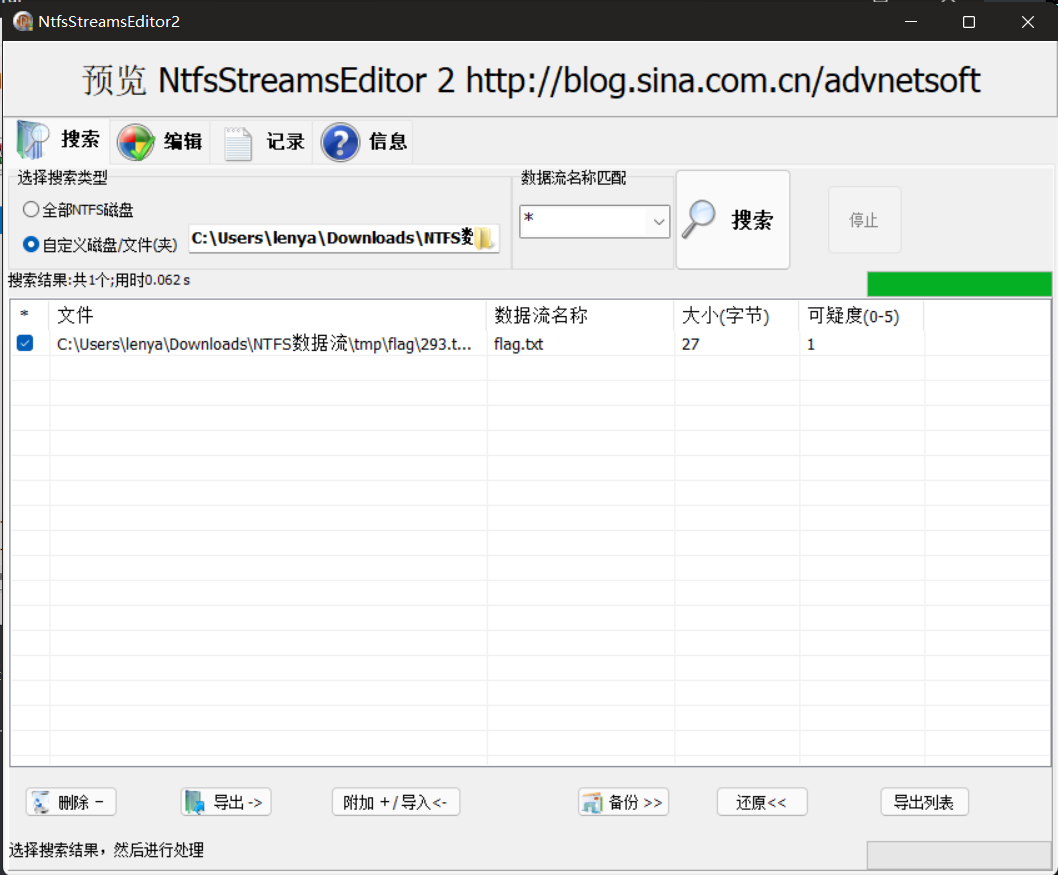 NtfsStreamsEditor2
预览 NtfsStreamsEditor 2 http://blog.sina.com.cn/advnetsoft
搜索 编辑 记录 信息
选择搜索类型 数据流名称匹配
全部NTFS磁盘
* 搜索 停止
自定义磁盘/文件(夹) C:\Users\lenya\Downloads\NTFS数
搜索结果:共1个;用时0.062 s
* 文件 数据流名称 大小(字节) 可疑度(0-5)
C:\Users\lenya\Downloads\NTFS数据流\tmp\flag\293.t... flag.txt 27 1
删除 − 导出 -> 附加 + / 导入<- 备份 >> 还原<< 导出列表
选择搜索结果，然后进行处理